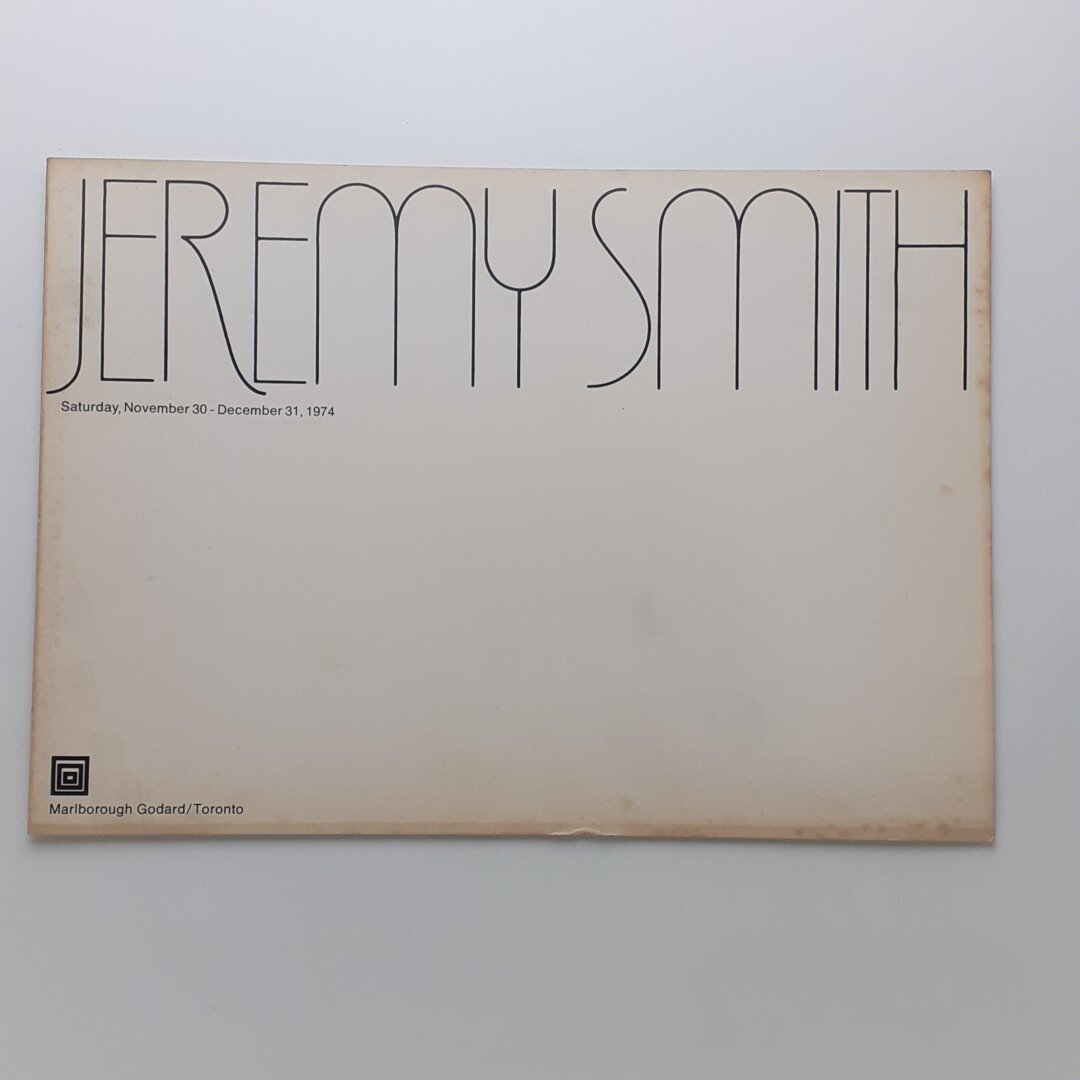 JEREMY SMITH
Saturday, November 30 - December 31, 1974
Marlborough Godard/Toronto